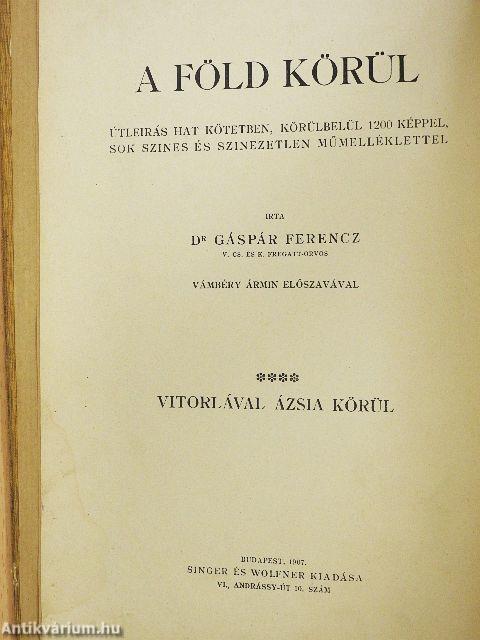 A FÖLD KÖRÜL
ÚTLEIRÁS HAT KÖTETBEN, KÖRÜLBELÜL 1200 KÉPPEL,
SOK SZINES ÉS SZINEZETLEN MŰMELLÉKLETTEL
IRTA
DR GÁSPÁR FERENCZ
V. CS. ÉS K. FREGATT-ORVOS
VÁMBÉRY ÁRMIN ELŐSZAVÁVAL
VITORLÁVAL ÁZSIA KÖRÜL
BUDAPEST, 1907.
SINGER ÉS WOLFNER KIADÁSA
VI., ANDRÁSSY-ÚT 10. SZÁM
Antikvárium.hu